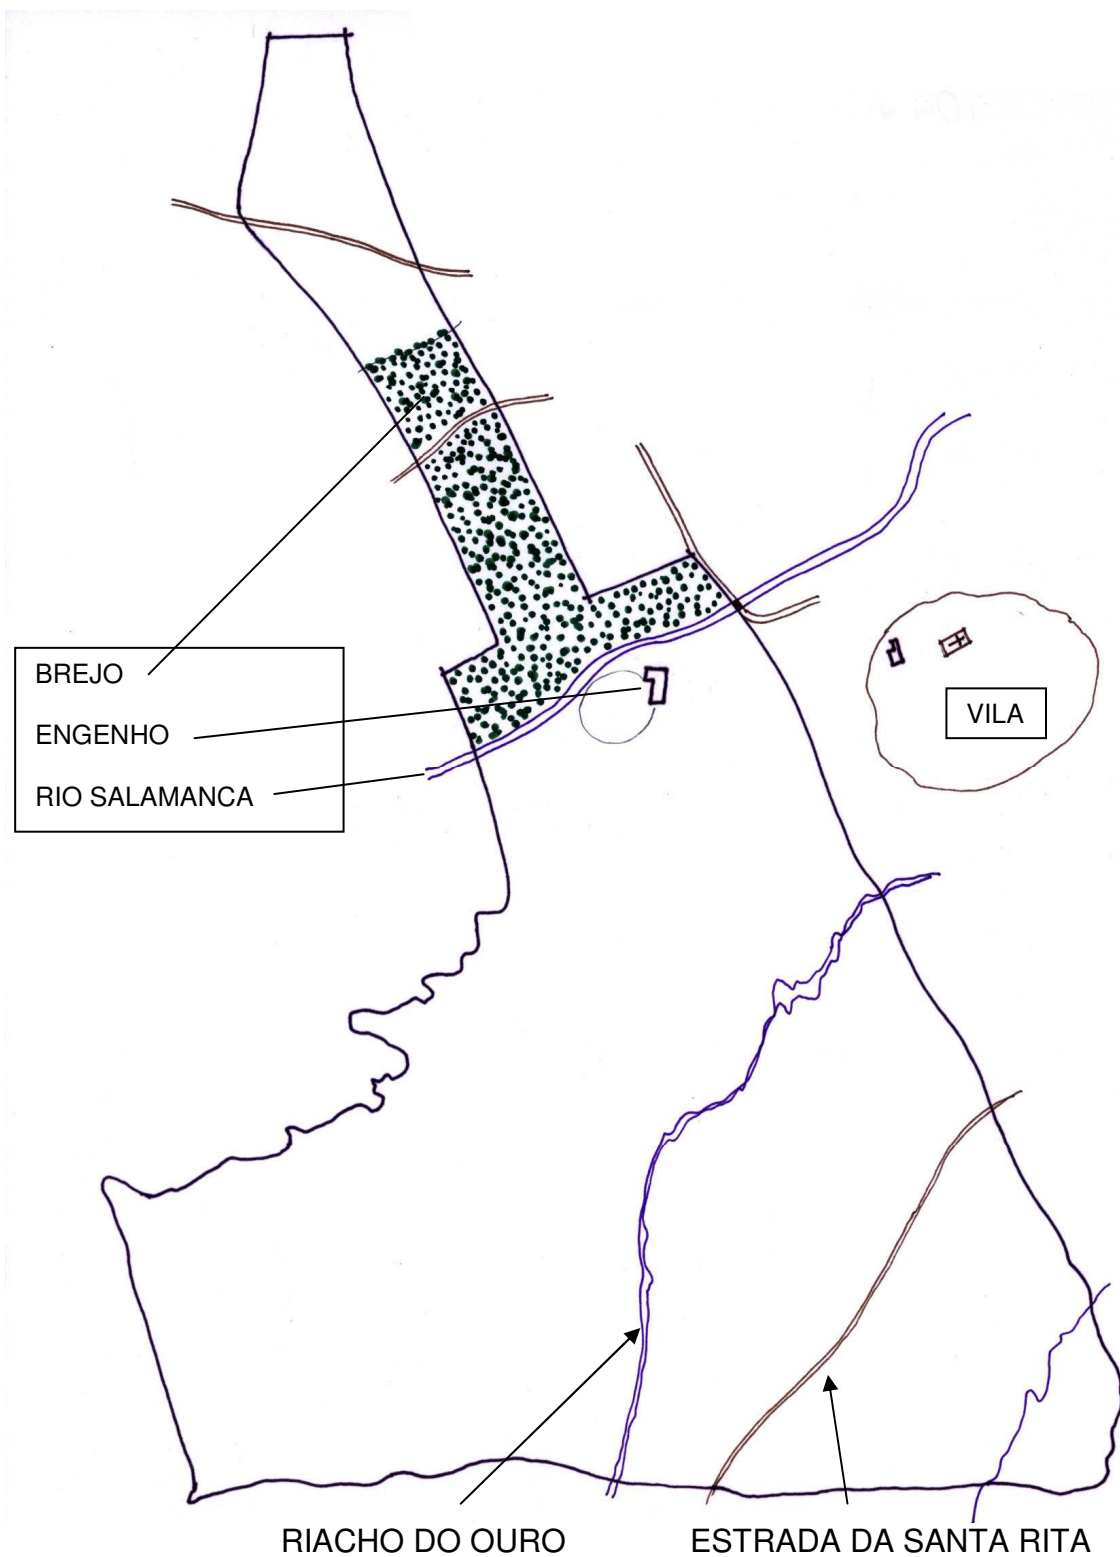 BREJO
ENGENHO
RIO SALAMANCA
VILA
RIACHO DO OURO
ESTRADA DA SANTA RITA